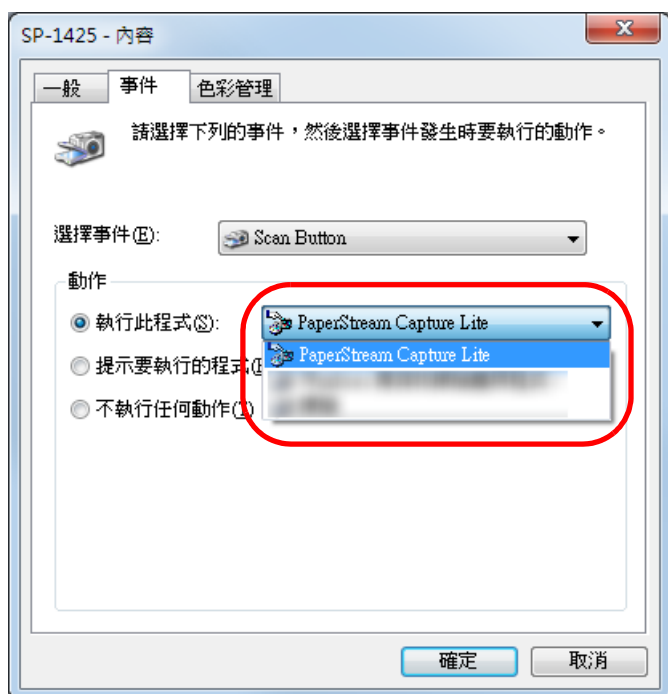 SP-1425 - 內容
一般 事件 色彩管理
請選擇下列的事件，然後選擇事件發生時要執行的動作。
選擇事件(E): Scan Button
動作
執行此程式(S): PaperStream Capture Lite
PaperStream Capture Lite
提示要執行的程式(
不執行任何動作(T)
確定 取消